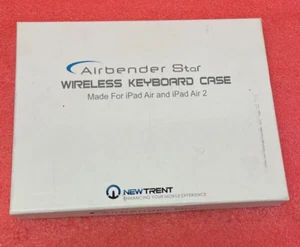 Airbender Star
WIRELESS KEYBOARD CASE
Made For iPad Air and iPad Air 2
NEWTRENT
ENHANCING YOUR MOBILE EXPERIENCE